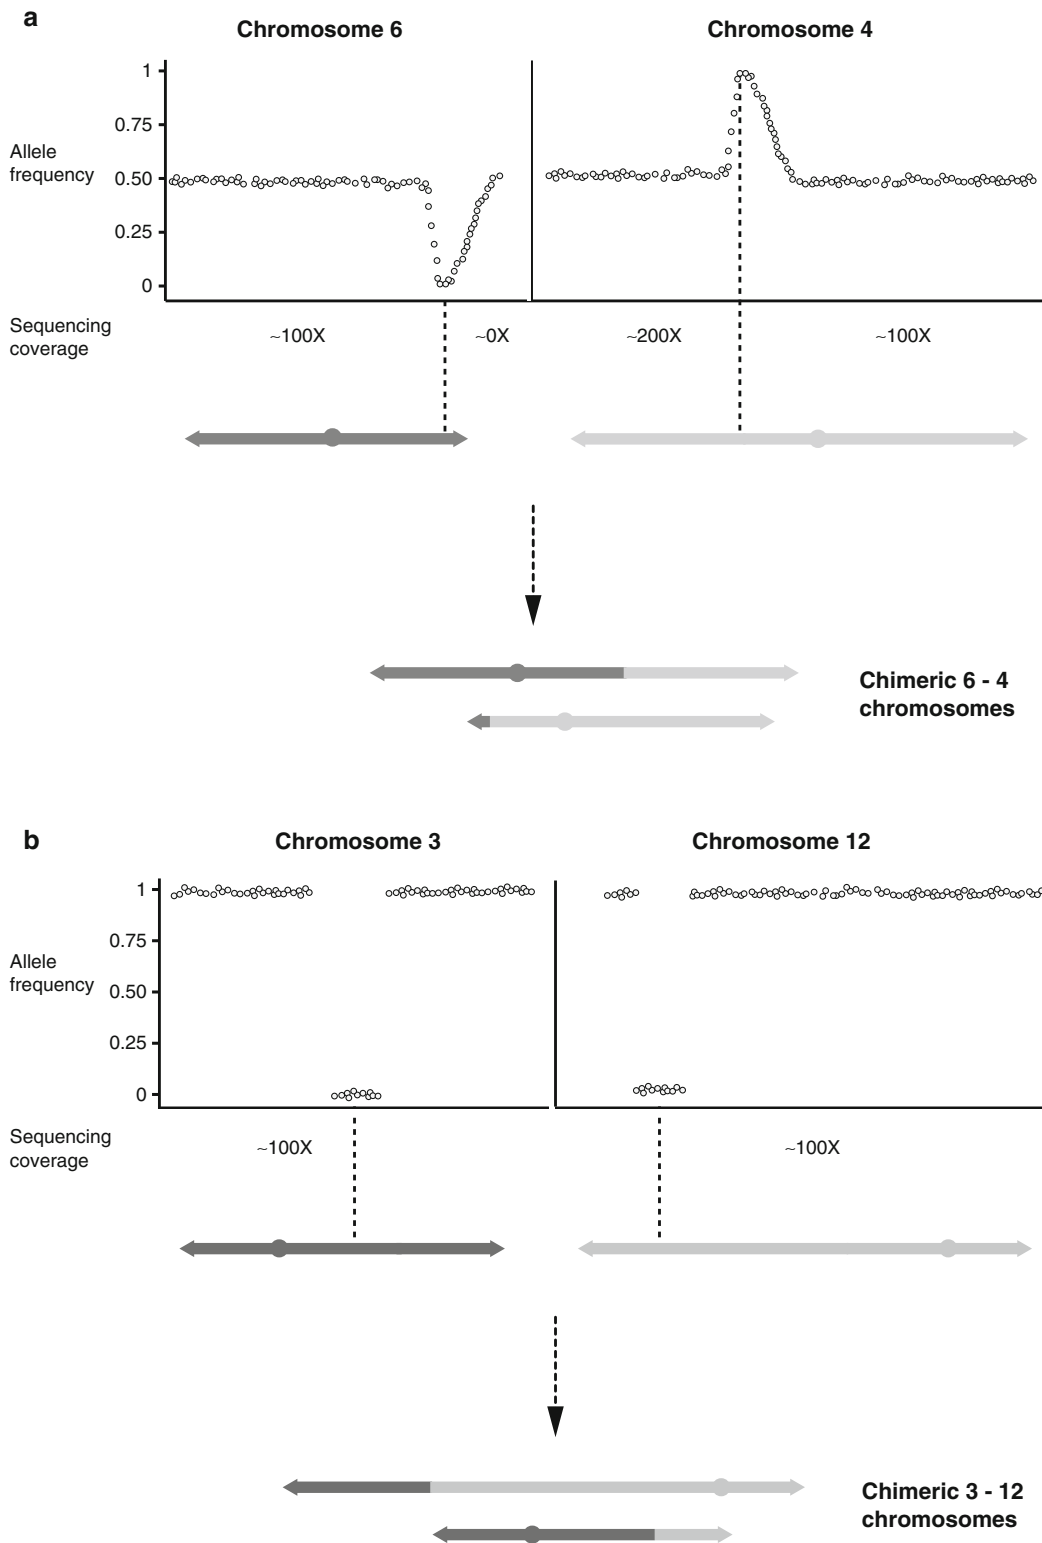 a
Chromosome 6
Chromosome 4
Allele
frequency
1
0.75
0.50
0.25
0
Sequencing
coverage
~100X
~0X
~200X
~100X
Chimeric 6 - 4
chromosomes
b
Chromosome 3
Chromosome 12
Allele
frequency
1
0.75
0.50
0.25
0
Sequencing
coverage
~100X
~100X
Chimeric 3 - 12
chromosomes